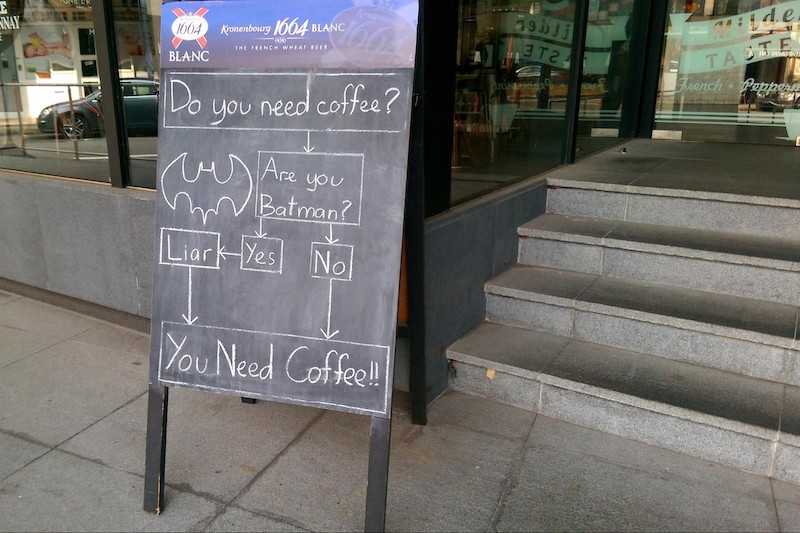 1664
BLANC
Kronenbourg 1664 BLANC
THE FRENCH WHEAT BEER
Do you need coffee?
Are you
Batman?
Liar
Yes
No
You Need Coffee!!
French